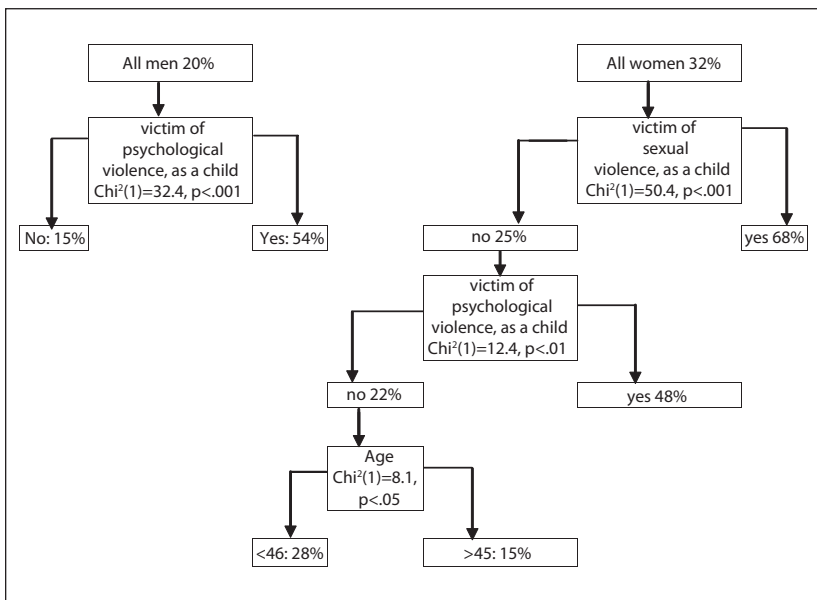 All men 20%
victim of
psychological
violence, as a child
Chi²(1)=32.4, p<.001
No: 15%
Yes: 54%
All women 32%
victim of
sexual
violence, as a child
Chi²(1)=50.4, p<.001
no 25%
yes 68%
victim of
psychological
violence, as a child
Chi²(1)=12.4, p<.01
no 22%
yes 48%
Age
Chi²(1)=8.1,
p<.05
<46: 28%
>45: 15%